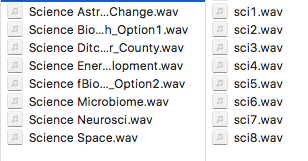 Science Astr...Change.wav
Science Bio...h_Option1.wav
Science Ditc...r_County.wav
Science Ener...lopment.wav
Science fBio..._Option2.wav
Science Microbiome.wav
Science Neurosci.wav
Science Space.wav
sci1.wav
sci2.wav
sci3.wav
sci4.wav
sci5.wav
sci6.wav
sci7.wav
sci8.wav